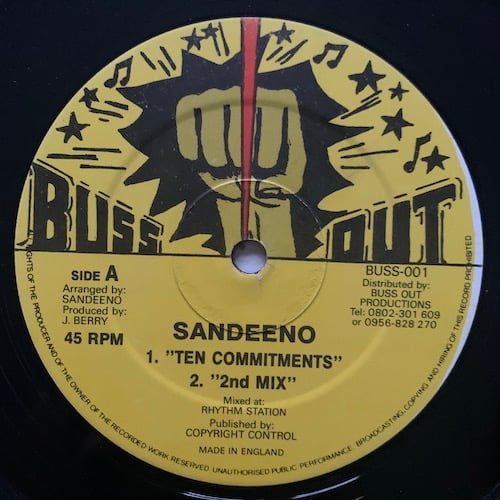 BUSS OUT
SIDE A
Arranged by:
SANDEENO
Produced by:
J. BERRY
45 RPM
BUSS-001
Distributed by:
BUSS OUT
PRODUCTIONS
Tel: 0802-301 609
or 0956-828 270
SANDEENO
1. "TEN COMMITMENTS"
2. "2nd MIX"
Mixed at:
RHYTHM STATION
Published by:
COPYRIGHT CONTROL
MADE IN ENGLAND
ALL RIGHTS OF THE PRODUCER AND OF THE OWNER OF THE RECORDED WORK RESERVED UNAUTHORISED PUBLIC PERFORMANCE BROADCASTING, COPYING AND HIRING OF THIS RECORD PROHIBITED